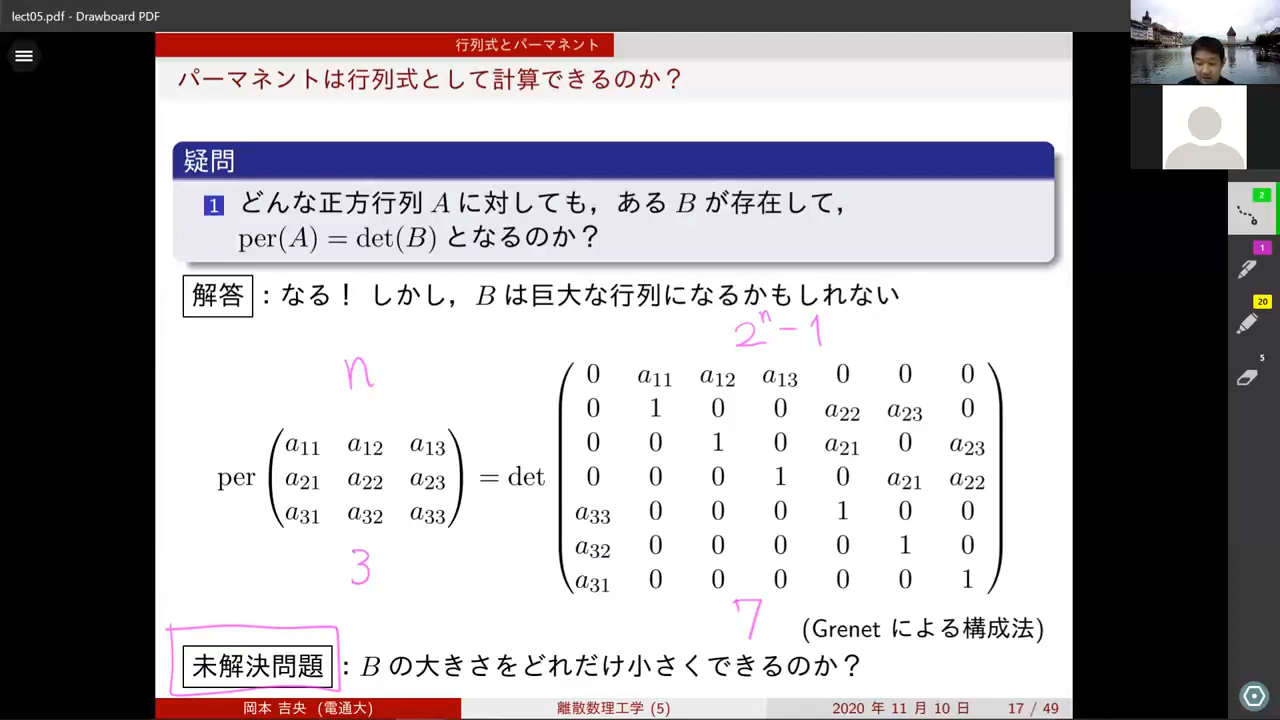 lect05.pdf - Drawboard PDF
行列式とパーマネント
パーマネントは行列式として計算できるのか？
疑問
1 どんな正方行列 A に対しても，ある B が存在して，
per(A) = det(B) となるのか？
解答：なる！ しかし，B は巨大な行列になるかもしれない
n
2^n − 1
per
a11 a12 a13
a21 a22 a23
a31 a32 a33
= det
0 a11 a12 a13 0 0 0
0 1 0 0 a22 a23 0
0 0 1 0 a21 0 a23
0 0 0 1 0 a21 a22
a33 0 0 0 1 0 0
a32 0 0 0 0 1 0
a31 0 0 0 0 0 1
3
7
(Grenet による構成法)
未解決問題：B の大きさをどれだけ小さくできるのか？
岡本 吉央 (電通大)
離散数理工学 (5)
2020 年 11 月 10 日
17 / 49
2
1
20
5